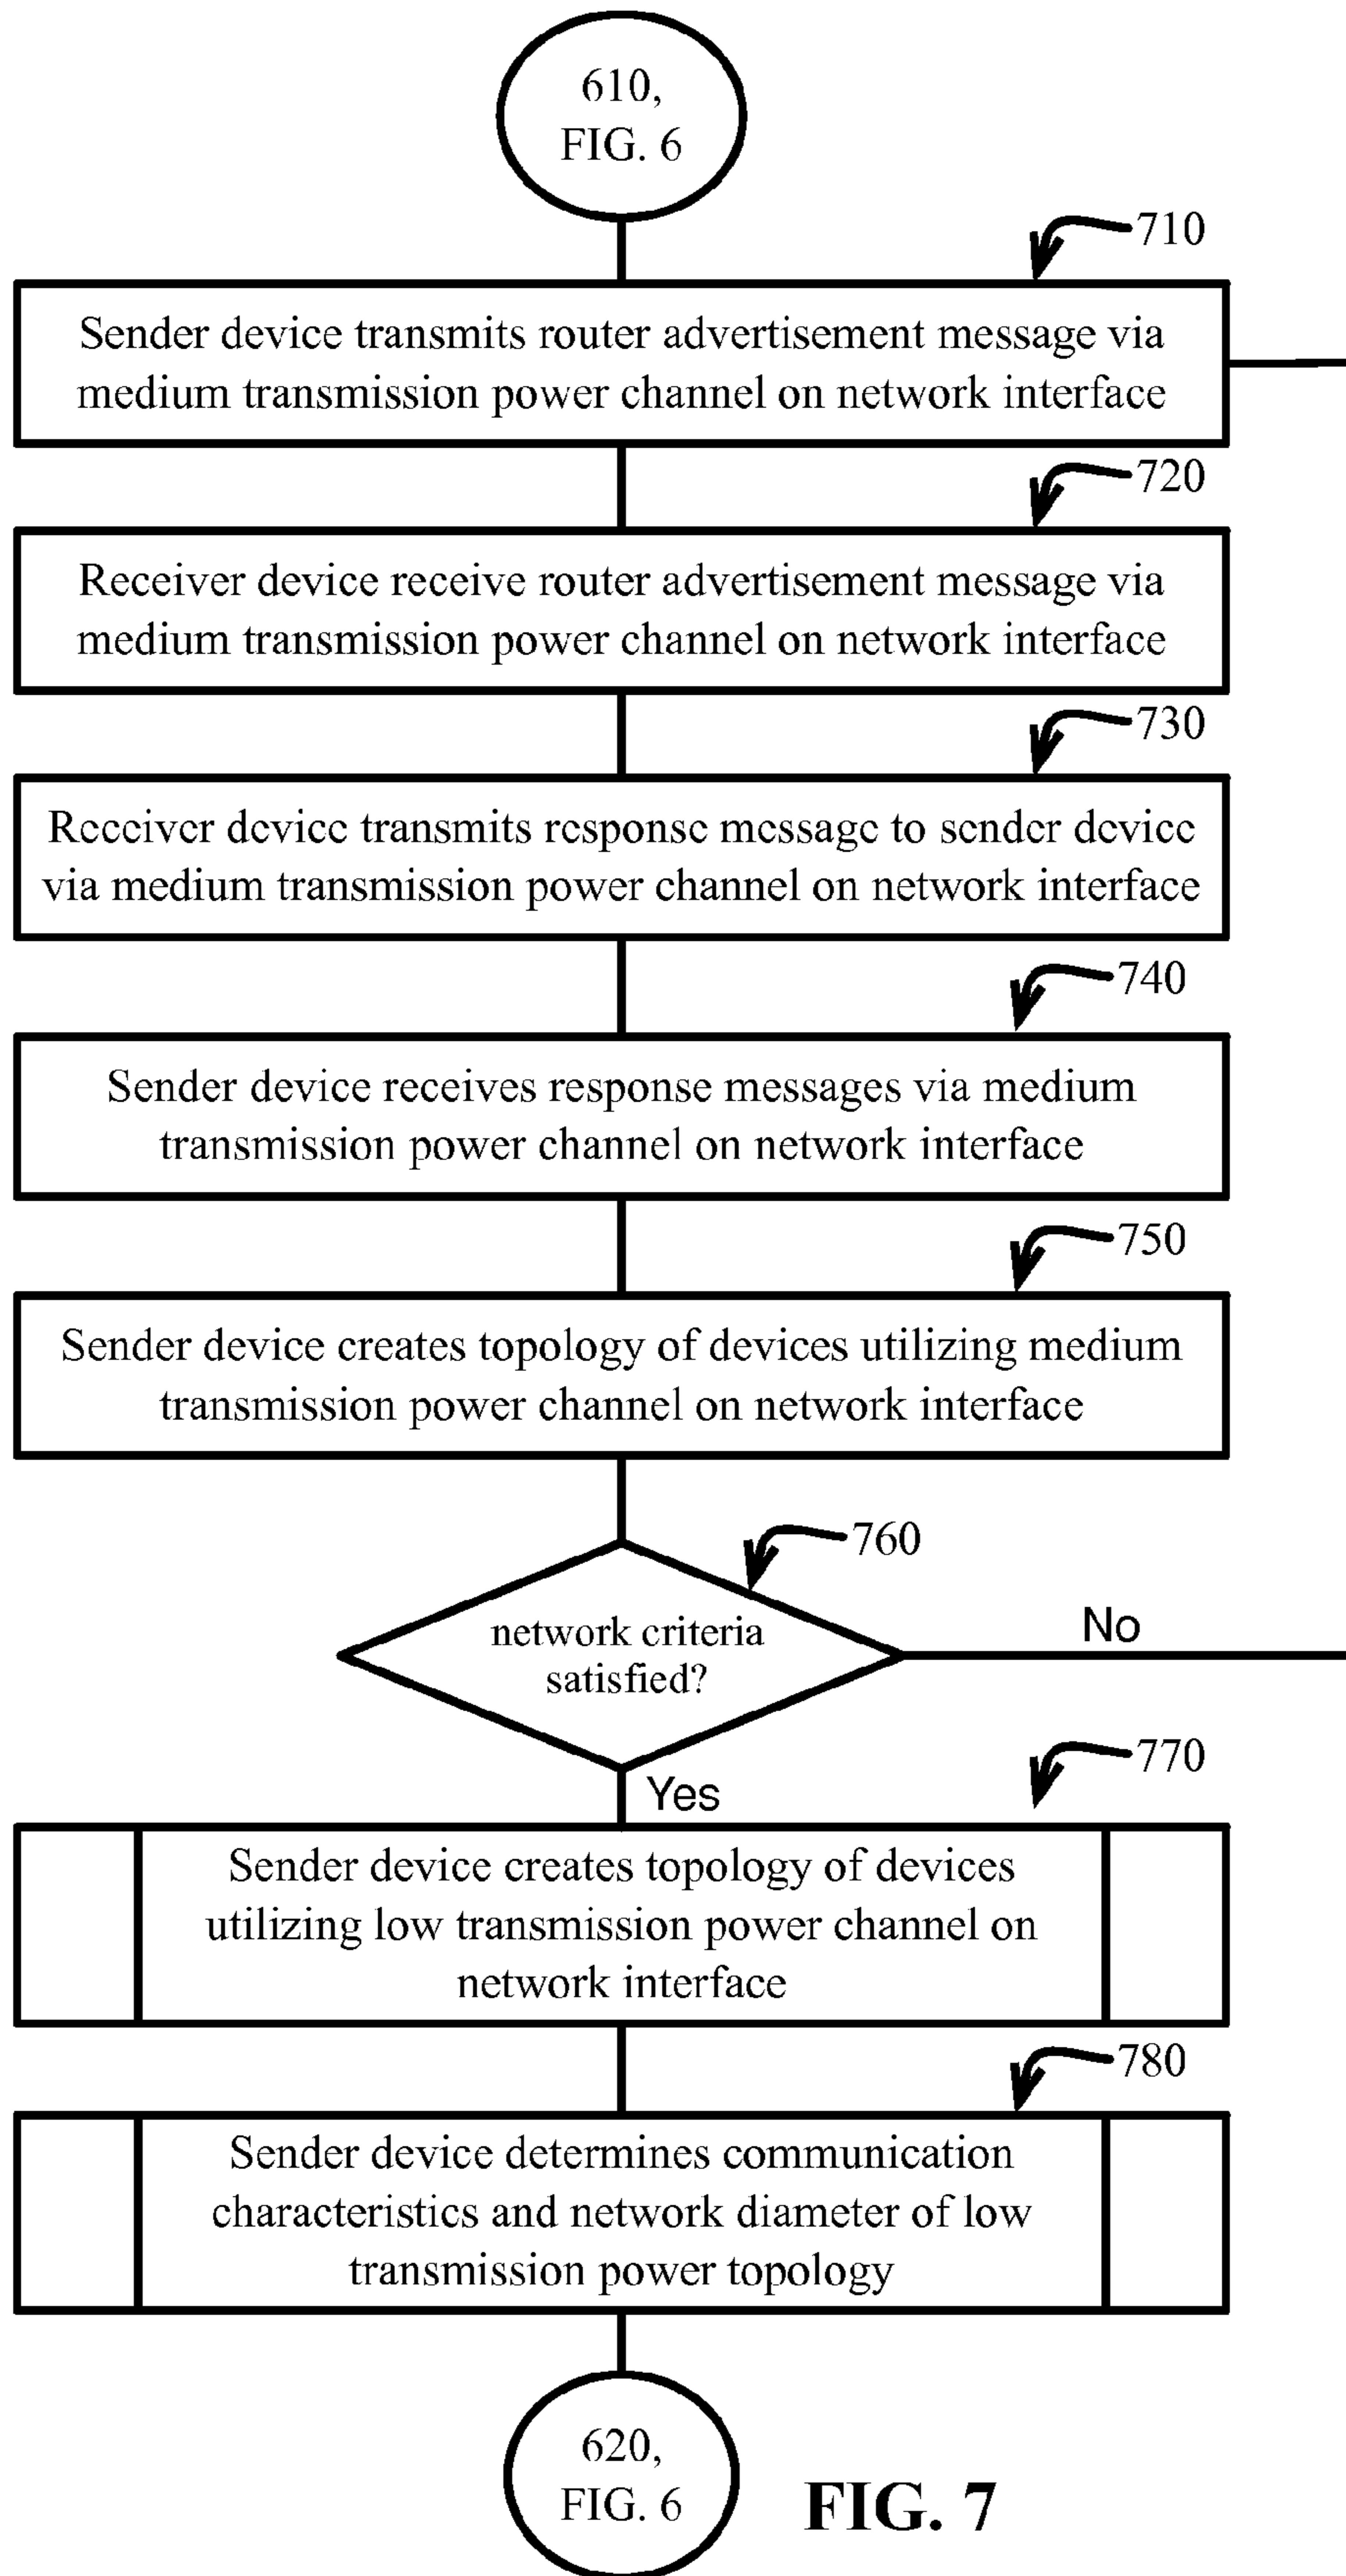 610,
FIG. 6
710
Sender device transmits router advertisement message via
medium transmission power channel on network interface
720
Receiver device receive router advertisement message via
medium transmission power channel on network interface
730
Receiver device transmits response message to sender device
via medium transmission power channel on network interface
740
Sender device receives response messages via medium
transmission power channel on network interface
750
Sender device creates topology of devices utilizing medium
transmission power channel on network interface
760
network criteria
satisfied?
No
Yes
770
Sender device creates topology of devices
utilizing low transmission power channel on
network interface
780
Sender device determines communication
characteristics and network diameter of low
transmission power topology
620,
FIG. 6
FIG. 7